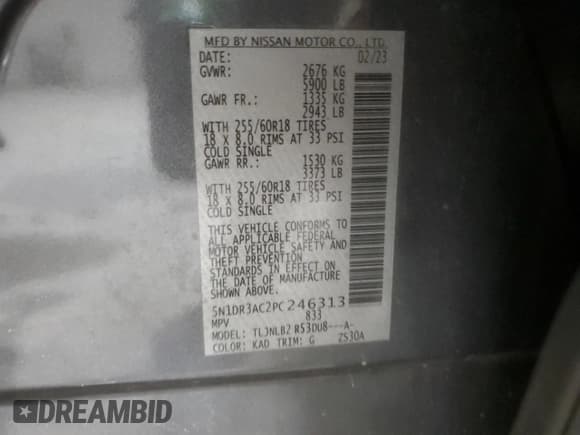 MFD BY NISSAN MOTOR CO., LTD.
DATE: 02/23
GVWR: 2676 KG
5900 LB
GAWR FR.: 1335 KG
2943 LB
WITH 255/60R18 TIRES
18 X 8.0 RIMS AT 33 PSI
COLD SINGLE
GAWR RR.: 1530 KG
3373 LB
WITH 255/60R18 TIRES
18 X 8.0 RIMS AT 33 PSI
COLD SINGLE
THIS VEHICLE CONFORMS TO
ALL APPLICABLE FEDERAL
MOTOR VEHICLE SAFETY AND
THEFT PREVENTION
STANDARDS IN EFFECT ON
THE DATE OF MANUFACTURE
SHOWN ABOVE.
5N1DR3AC2PC246313
MPV 833
MODEL: TLJNLB2 R53DU8---A-
COLOR: KAD TRIM: G ZS30A
DREAMBID